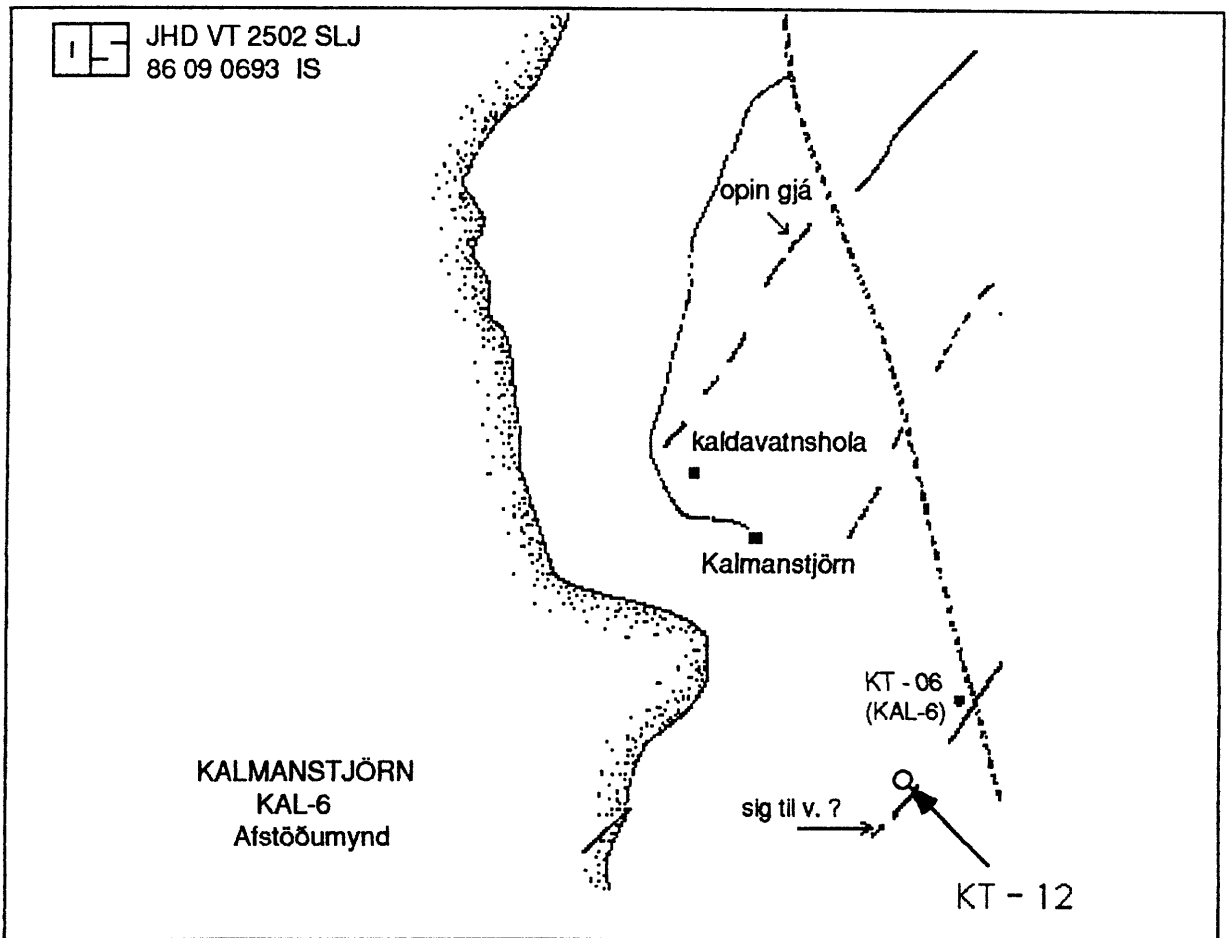 JHD VT 2502 SLJ
86 09 0693 IS
opin gjá
kaldavatnshola
Kalmanstjörn
KT - 06
(KAL-6)
KALMANSTJÖRN
KAL-6
Afstöðumynd
sig til v. ?
KT - 12